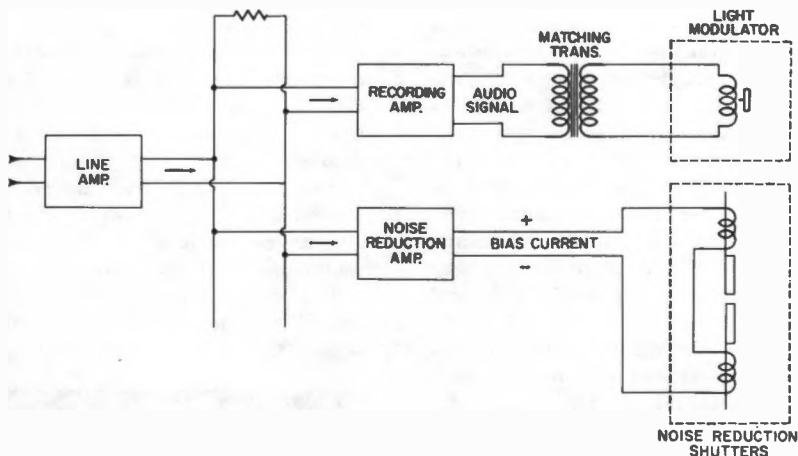 LIGHT
MODULATOR
MATCHING
TRANS.
RECORDING
AMP.
AUDIO
SIGNAL
LINE
AMP.
NOISE
REDUCTION
AMP.
+
BIAS CURRENT
-
NOISE REDUCTION
SHUTTERS